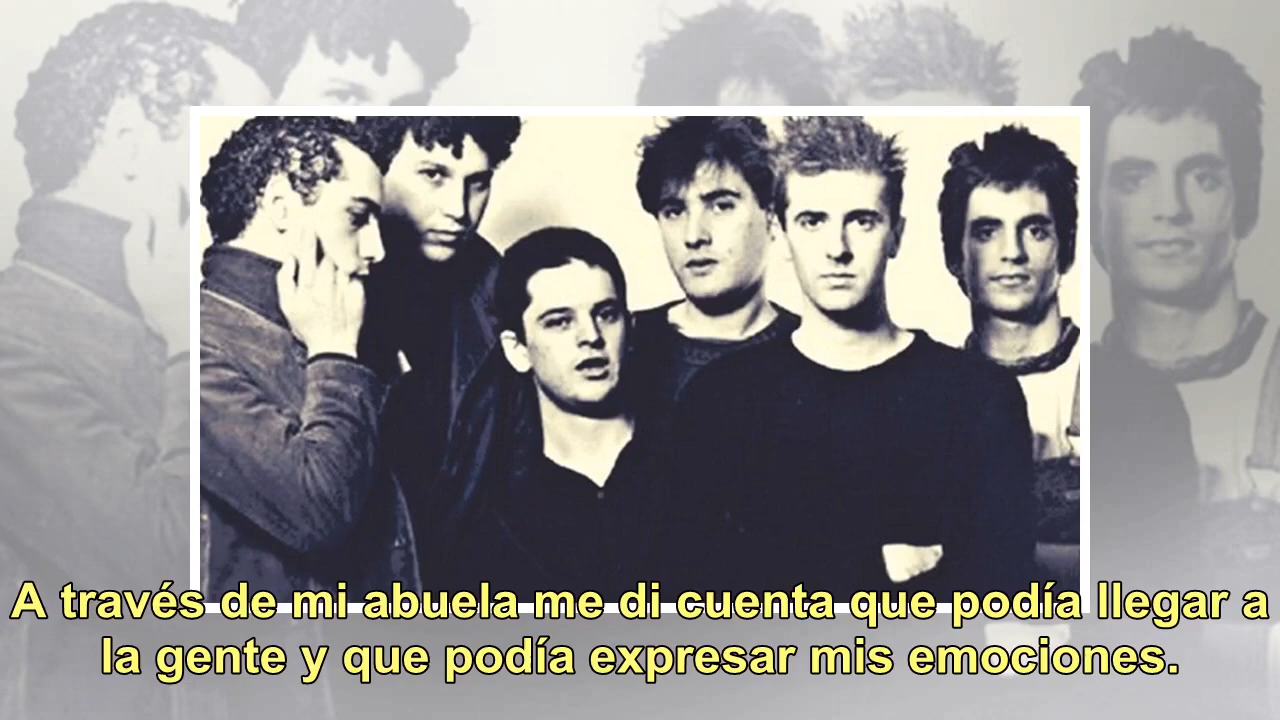 A través de mi abuela me di cuenta que podía llegar a
la gente y que podía expresar mis emociones.